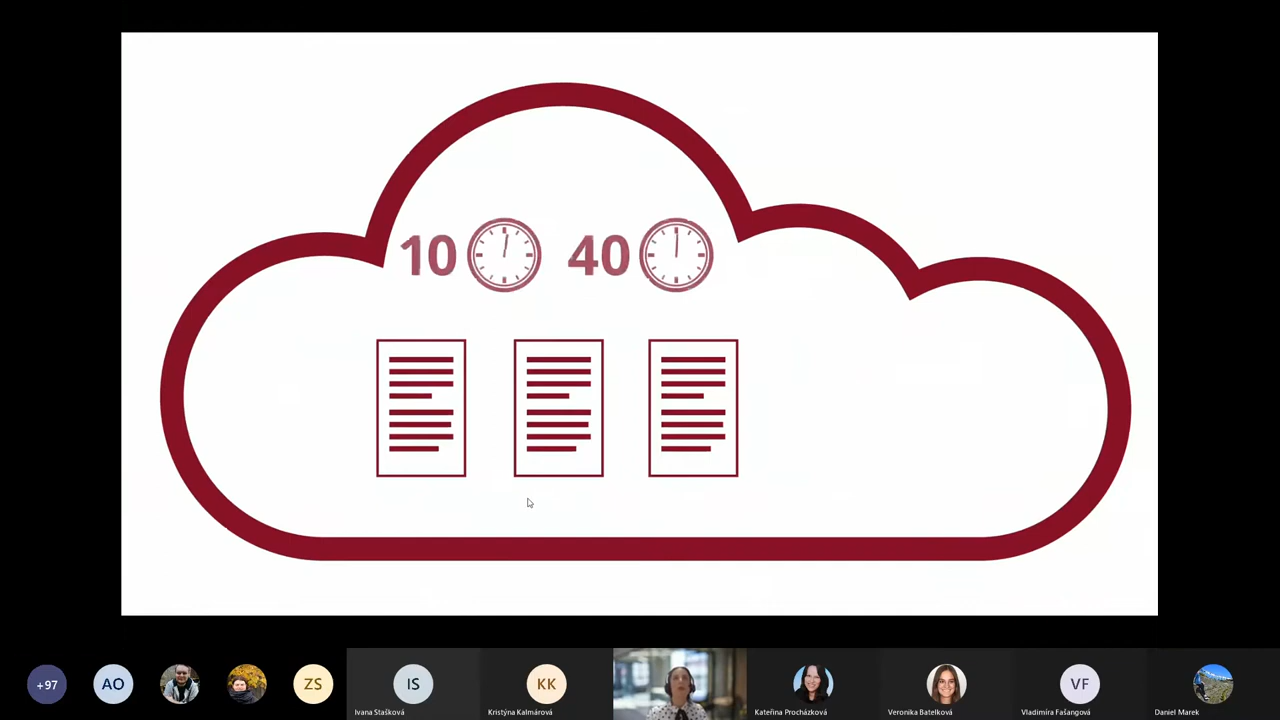 10 40
+97 AO ZS IS KK VF
Ivana Stašková Kristýna Kalmárová Kateřina Procházková Veronika Batelková Vladimíra Fašangová Daniel Marek